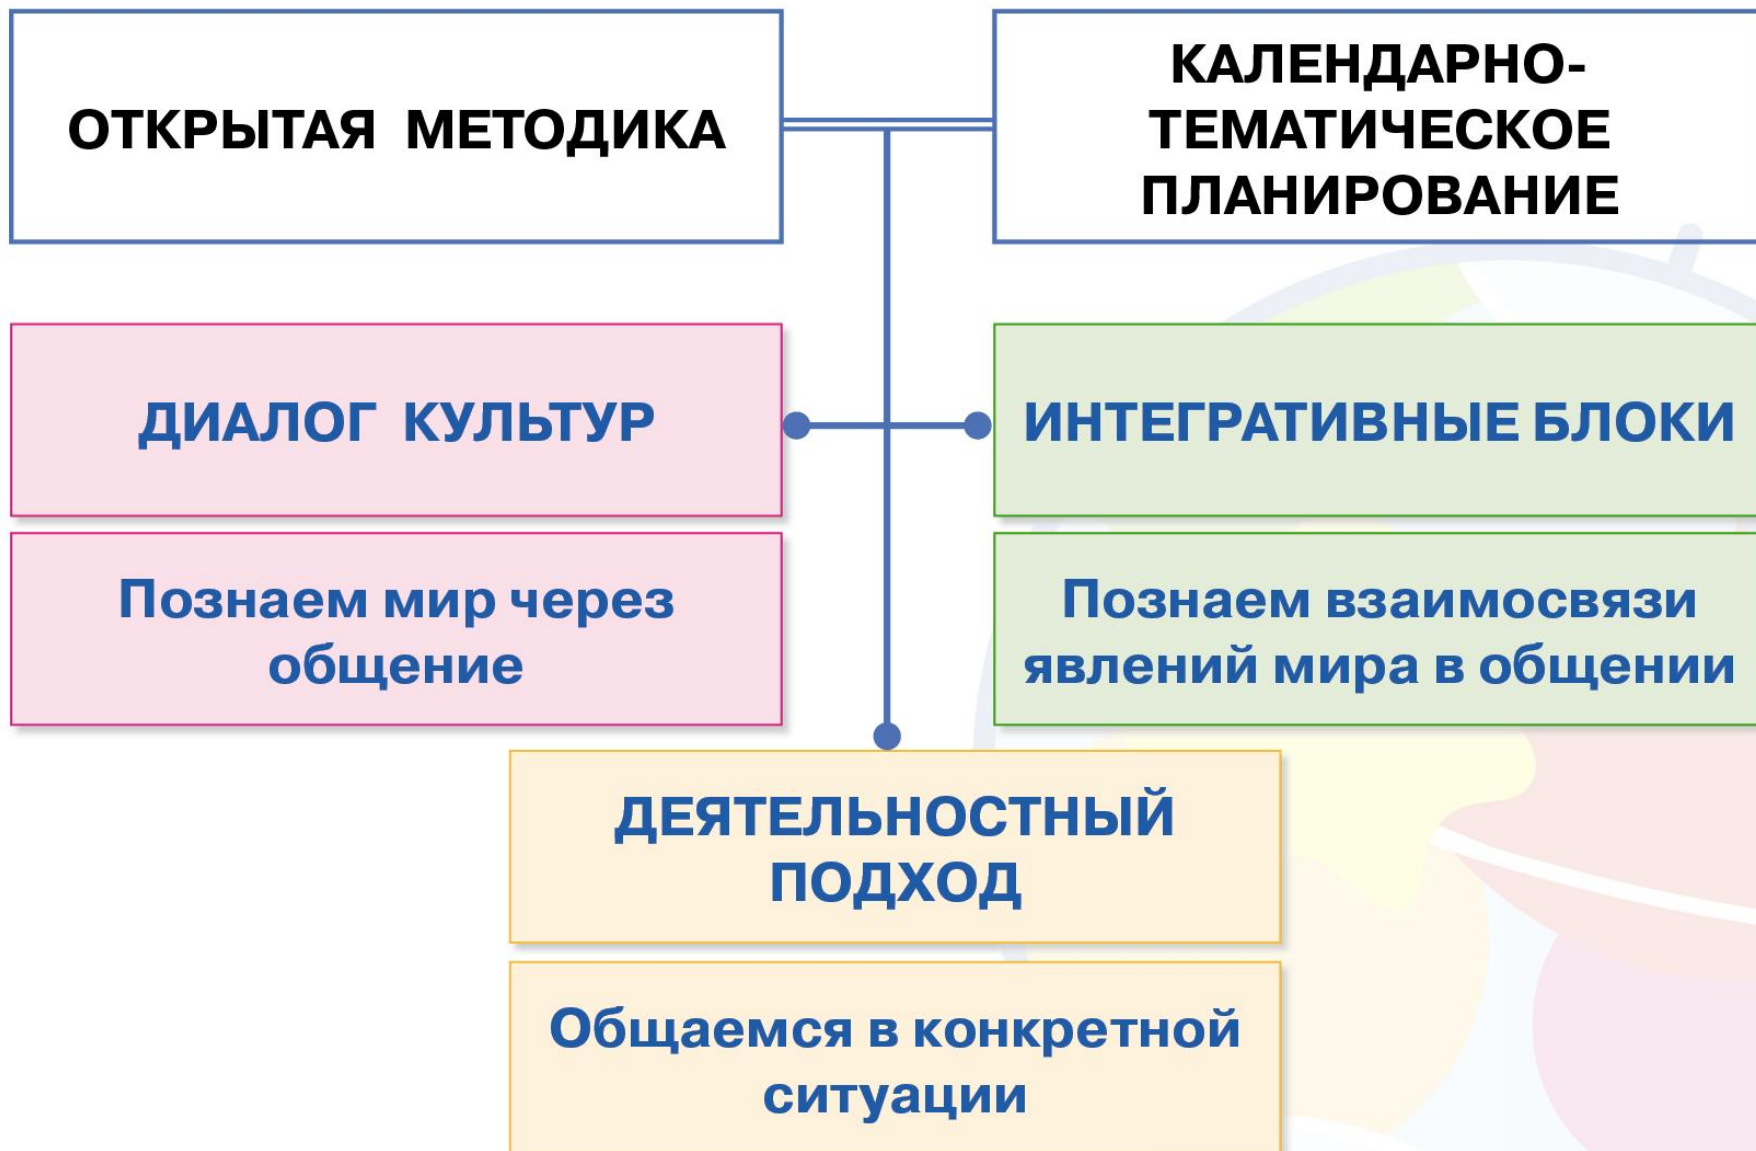 ОТКРЫТАЯ МЕТОДИКА
КАЛЕНДАРНО-
ТЕМАТИЧЕСКОЕ
ПЛАНИРОВАНИЕ
ДИАЛОГ КУЛЬТУР
ИНТЕГРАТИВНЫЕ БЛОКИ
Познаем мир через
общение
Познаем взаимосвязи
явлений мира в общении
ДЕЯТЕЛЬНОСТНЫЙ
ПОДХОД
Общаемся в конкретной
ситуации